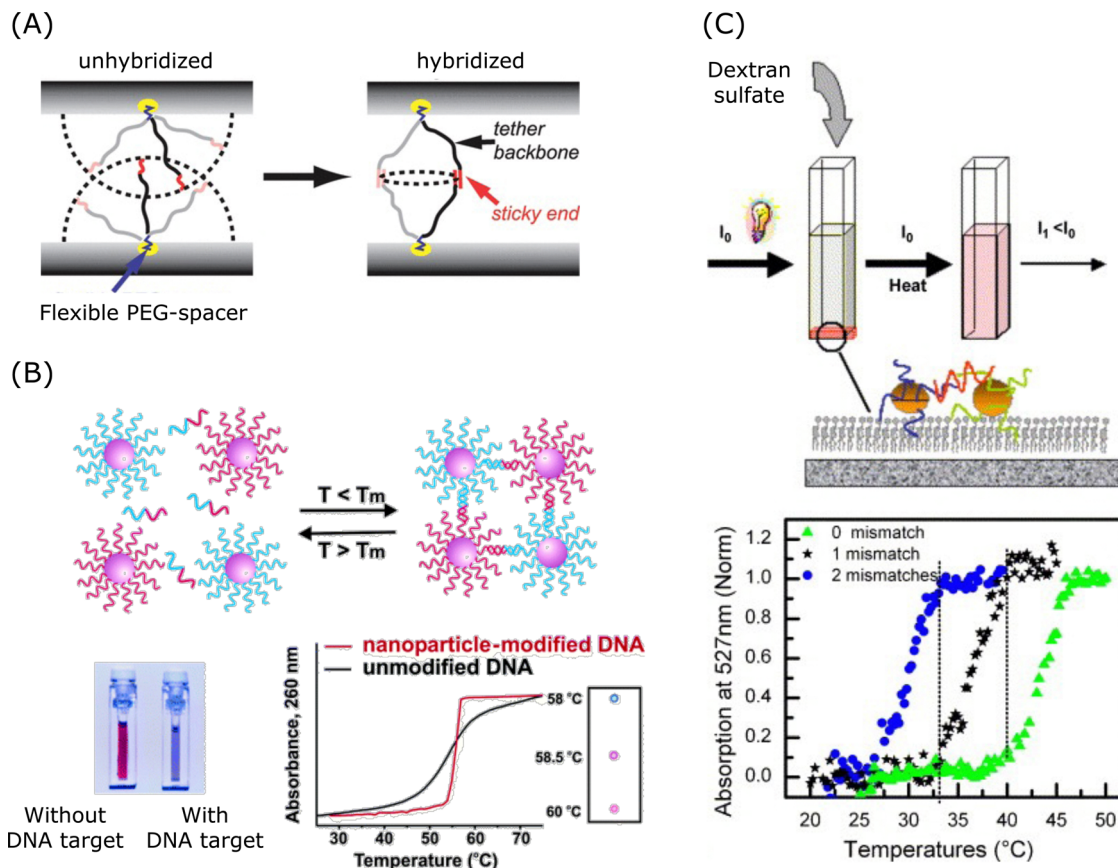 (A)
unhybridized
hybridized
tether
backbone
sticky end
Flexible PEG-spacer
(B)
T < Tm
T > Tm
Without
DNA target
With
DNA target
nanoparticle-modified DNA
unmodified DNA
Absorbance, 260 nm
58 °C
58.5 °C
60 °C
30 40 50 60 70
Temperature (°C)
(C)
Dextran
sulfate
I0
I0
Heat
I1 <I0
0 mismatch
1 mismatch
2 mismatches
Absorption at 527nm (Norm)
1.2
1.0
0.8
0.6
0.4
0.2
0.0
20 25 30 35 40 45 50
Temperatures (°C)